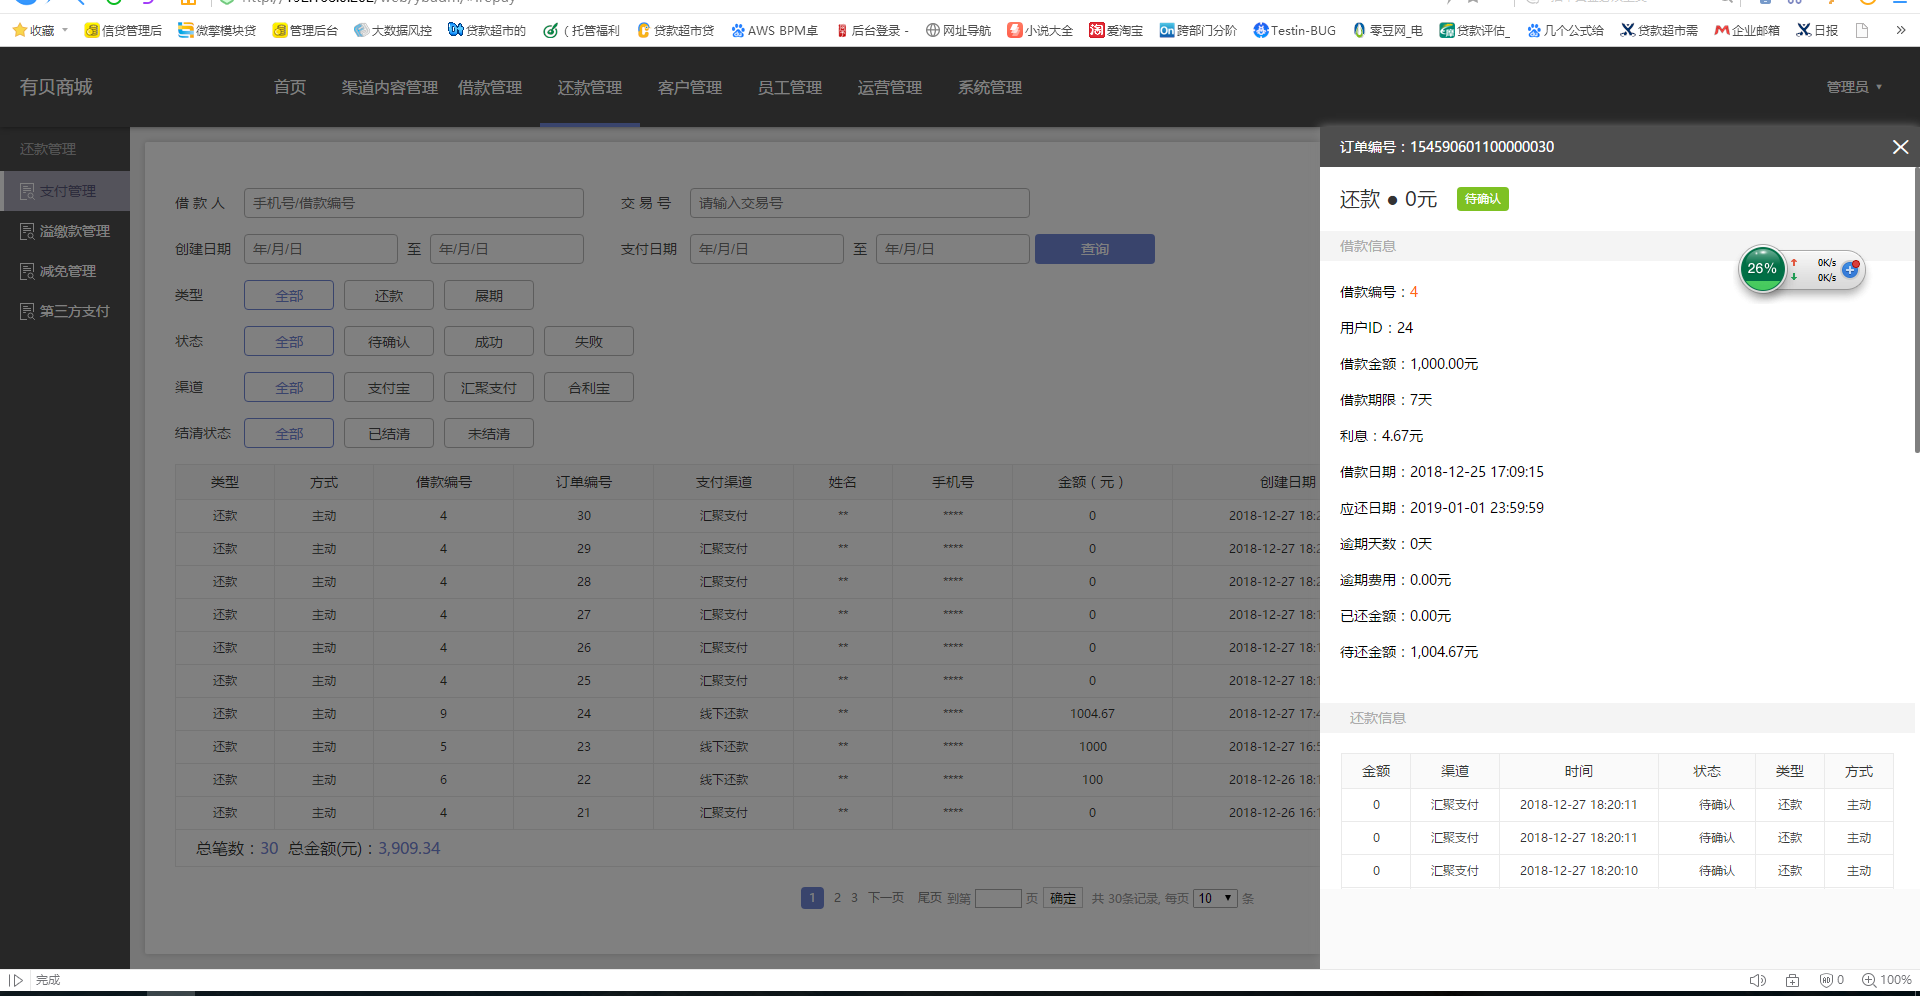 收藏 信贷管理后 微擎模块贷 管理后台 大数据风控 贷款超市的 （托管福利 贷款超市贷 AWS BPM卓 后台登录 - 网址导航 小说大全 爱淘宝 跨部门分阶 Testin-BUG 零豆网_电 贷款评估_ 几个公式给 贷款超市需 企业邮箱 日报
有贝商城 首页 渠道内容管理 借款管理 还款管理 客户管理 员工管理 运营管理 系统管理 管理员
还款管理
支付管理
溢缴款管理
减免管理
第三方支付
借 款 人 手机号/借款编号 交 易 号 请输入交易号
创建日期 年/月/日 至 年/月/日 支付日期 年/月/日 至 年/月/日 查询
类型 全部 还款 展期
状态 全部 待确认 成功 失败
渠道 全部 支付宝 汇聚支付 合利宝
结清状态 全部 已结清 未结清
类型 方式 借款编号 订单编号 支付渠道 姓名 手机号 金额（元） 创建日期
还款 主动 4 30 汇聚支付 ** **** 0 2018-12-27 18:2
还款 主动 4 29 汇聚支付 ** **** 0 2018-12-27 18:2
还款 主动 4 28 汇聚支付 ** **** 0 2018-12-27 18:2
还款 主动 4 27 汇聚支付 ** **** 0 2018-12-27 18:1
还款 主动 4 26 汇聚支付 ** **** 0 2018-12-27 18:1
还款 主动 4 25 汇聚支付 ** **** 0 2018-12-27 18:1
还款 主动 9 24 线下还款 ** **** 1004.67 2018-12-27 17:4
还款 主动 5 23 线下还款 ** **** 1000 2018-12-27 16:5
还款 主动 6 22 线下还款 ** **** 100 2018-12-26 18:1
还款 主动 4 21 汇聚支付 ** **** 0 2018-12-26 16:1
总笔数：30 总金额(元)：3,909.34
1 2 3 下一页 尾页 到第 页 确定 共 30条记录, 每页 10 条
订单编号：154590601100000030
还款 ● 0元 待确认
借款信息
26% 0K/s
0K/s
借款编号：4
用户ID：24
借款金额：1,000.00元
借款期限：7天
利息：4.67元
借款日期：2018-12-25 17:09:15
应还日期：2019-01-01 23:59:59
逾期天数：0天
逾期费用：0.00元
已还金额：0.00元
待还金额：1,004.67元
还款信息
金额 渠道 时间 状态 类型 方式
0 汇聚支付 2018-12-27 18:20:11 待确认 还款 主动
0 汇聚支付 2018-12-27 18:20:11 待确认 还款 主动
0 汇聚支付 2018-12-27 18:20:10 待确认 还款 主动
完成 0 100%